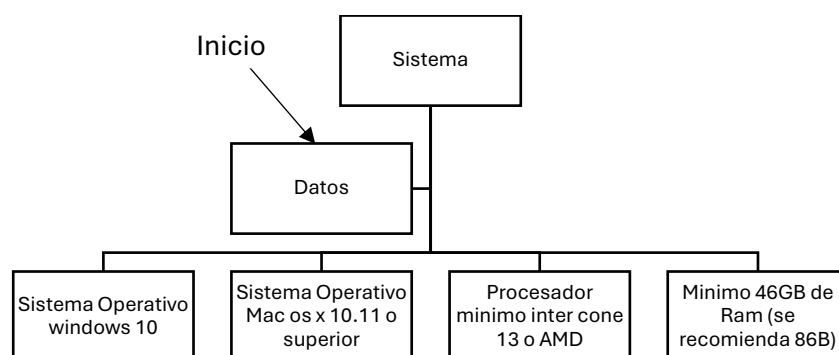 Inicio
Sistema
Datos
Sistema Operativo
windows 10
Sistema Operativo
Mac os x 10.11 o
superior
Procesador
minimo inter cone
13 o AMD
Minimo 46GB de
Ram (se
recomienda 86B)